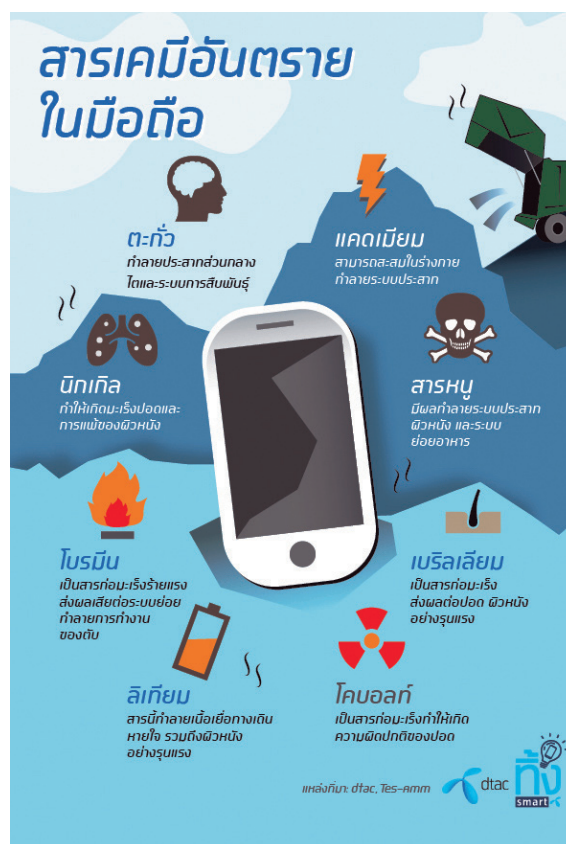 สารเคมีอันตราย
ในมือถือ
ตะกั่ว
ทำลายประสาทส่วนกลาง
ไตและระบบการสืบพันธุ์
แคดเมียม
สามารถสะสมในร่างกาย
ทำลายระบบประสาท
นิกเกิล
ทำให้เกิดมะเร็งปอดและ
การแพ้ของผิวหนัง
สารหนู
มีผลทำลายระบบประสาท
ผิวหนัง และระบบ
ย่อยอาหาร
โบรมีน
เป็นสารก่อมะเร็งร้ายแรง
ส่งผลเสียต่อระบบย่อย
ทำลายการทำงาน
ของตับ
เบริลเลียม
เป็นสารก่อมะเร็ง
ส่งผลต่อปอด ผิวหนัง
อย่างรุนแรง
ลิเทียม
สารนี้ทำลายเนื้อเยื่อทางเดิน
หายใจ รวมถึงผิวหนัง
อย่างรุนแรง
โคบอลท์
เป็นสารก่อมะเร็งทำให้เกิด
ความผิดปกติของปอด
แหล่งที่มา: dtac, Tes-Amm
dtac
ทิ้ง
smart